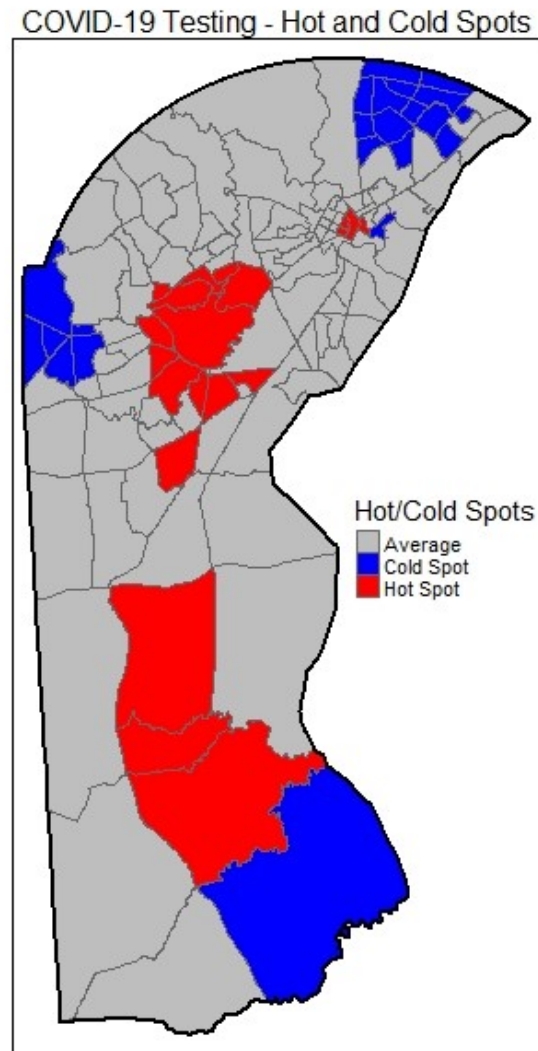 COVID-19 Testing - Hot and Cold Spots
Hot/Cold Spots
Average
Cold Spot
Hot Spot